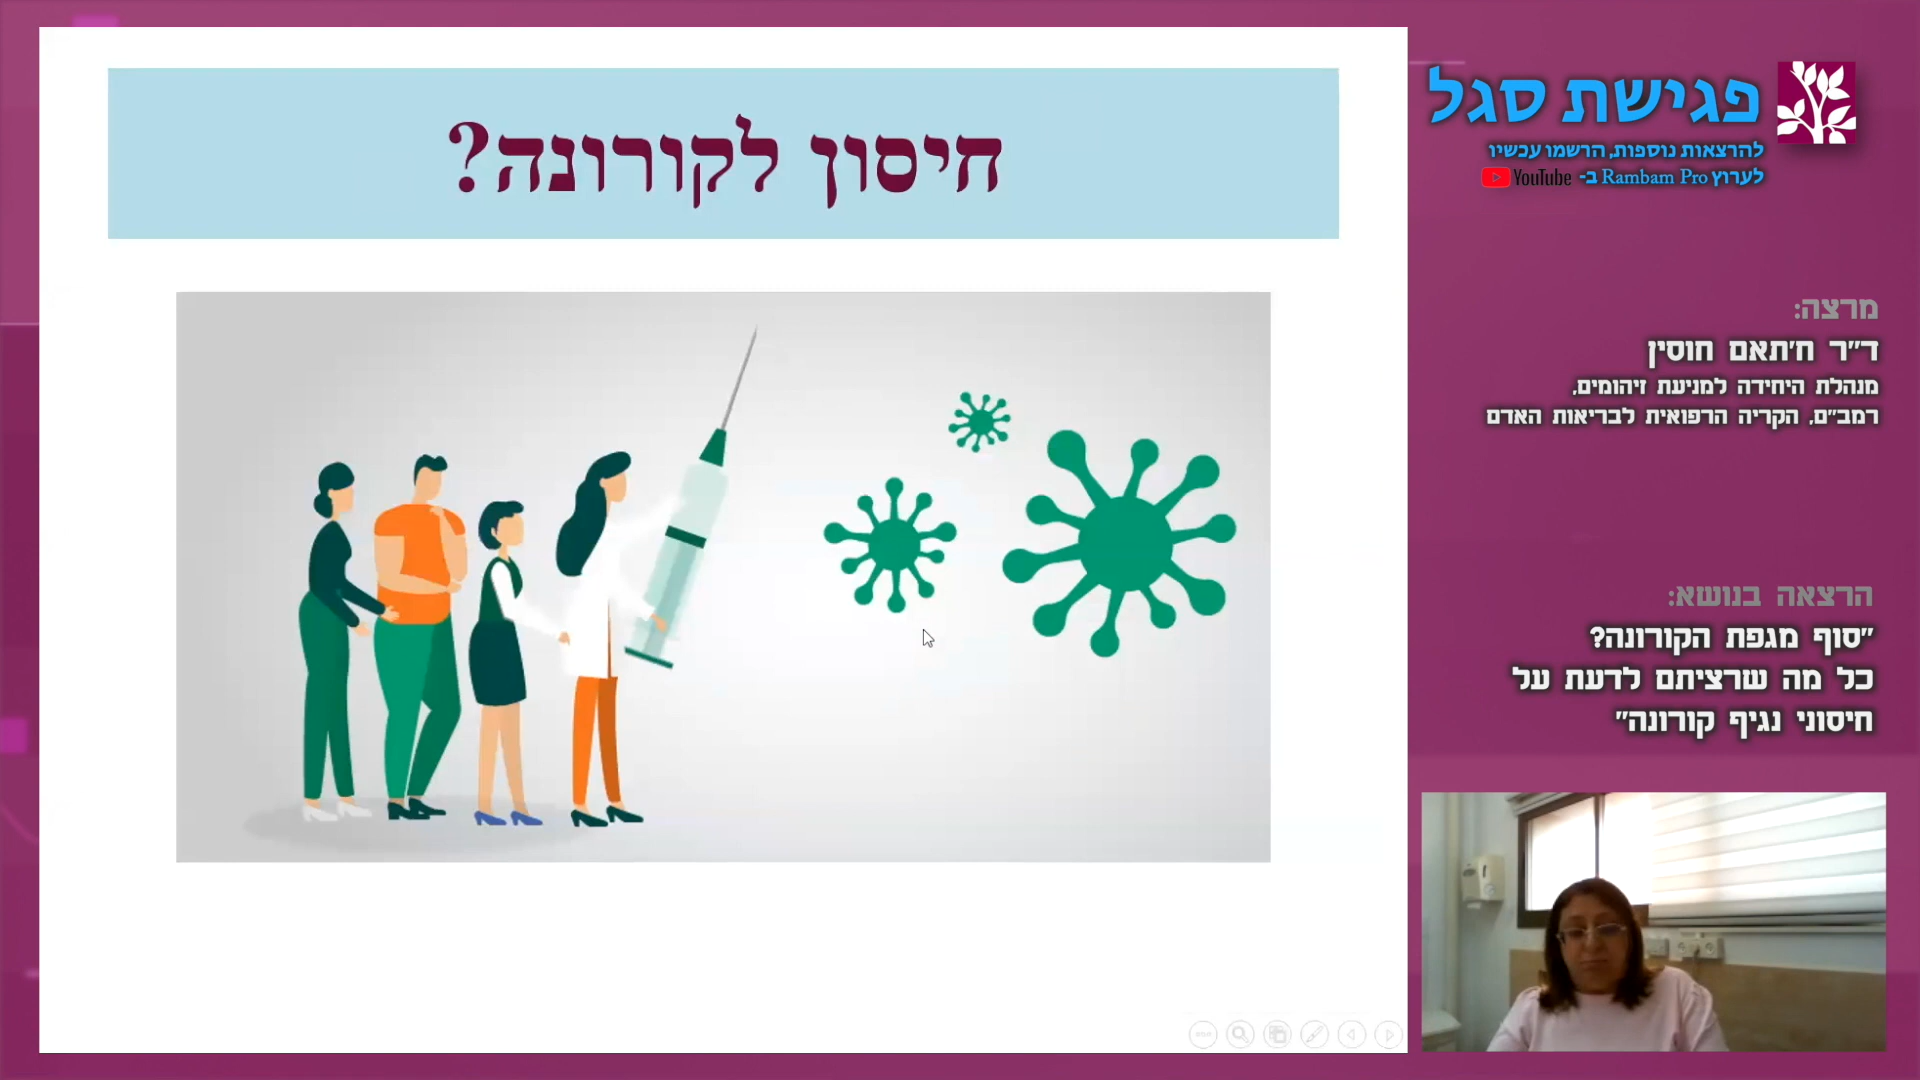 חיסון לקורונה?
פגישת סגל
להרצאות נוספות, הרשמו עכשיו
לערוץ Rambam Pro ב- YouTube
מרצה:
ד"ר ח'תאם חוסין
מנהלת היחידה למניעת זיהומים,
רמב"ם, הקריה הרפואית לבריאות האדם
הרצאה בנושא:
"סוף מגפת הקורונה?
כל מה שרציתם לדעת על
חיסוני נגיף קורונה"